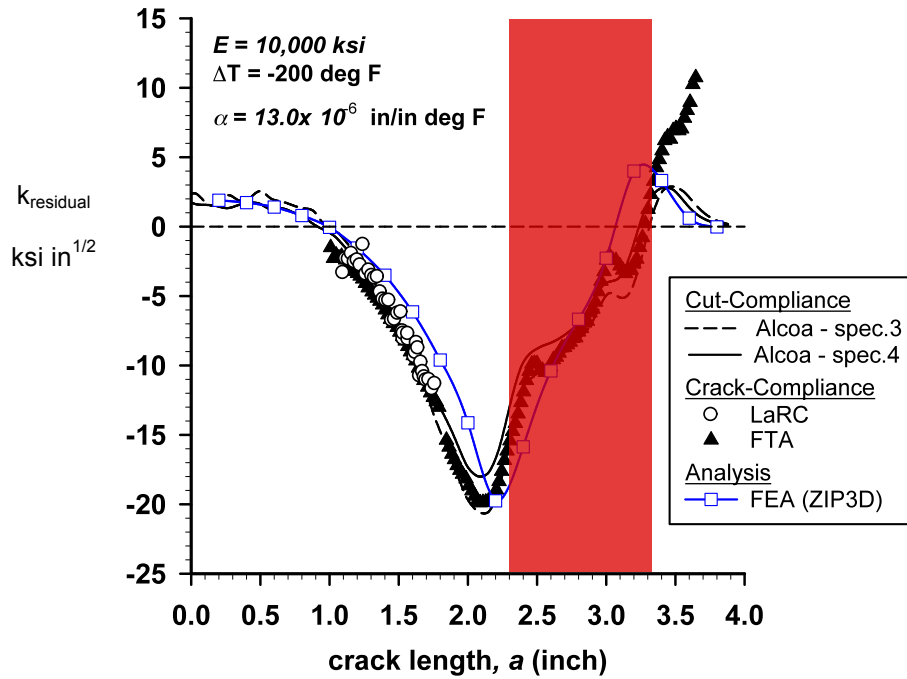 E = 10,000 ksi
ΔT = -200 deg F
α = 13.0x 10⁻⁶ in/in deg F
k_residual
ksi in^1/2
15
10
5
0
-5
-10
-15
-20
-25
0.0 0.5 1.0 1.5 2.0 2.5 3.0 3.5 4.0
crack length, a (inch)
Cut-Compliance
Alcoa - spec.3
Alcoa - spec.4
Crack-Compliance
LaRC
FTA
Analysis
FEA (ZIP3D)